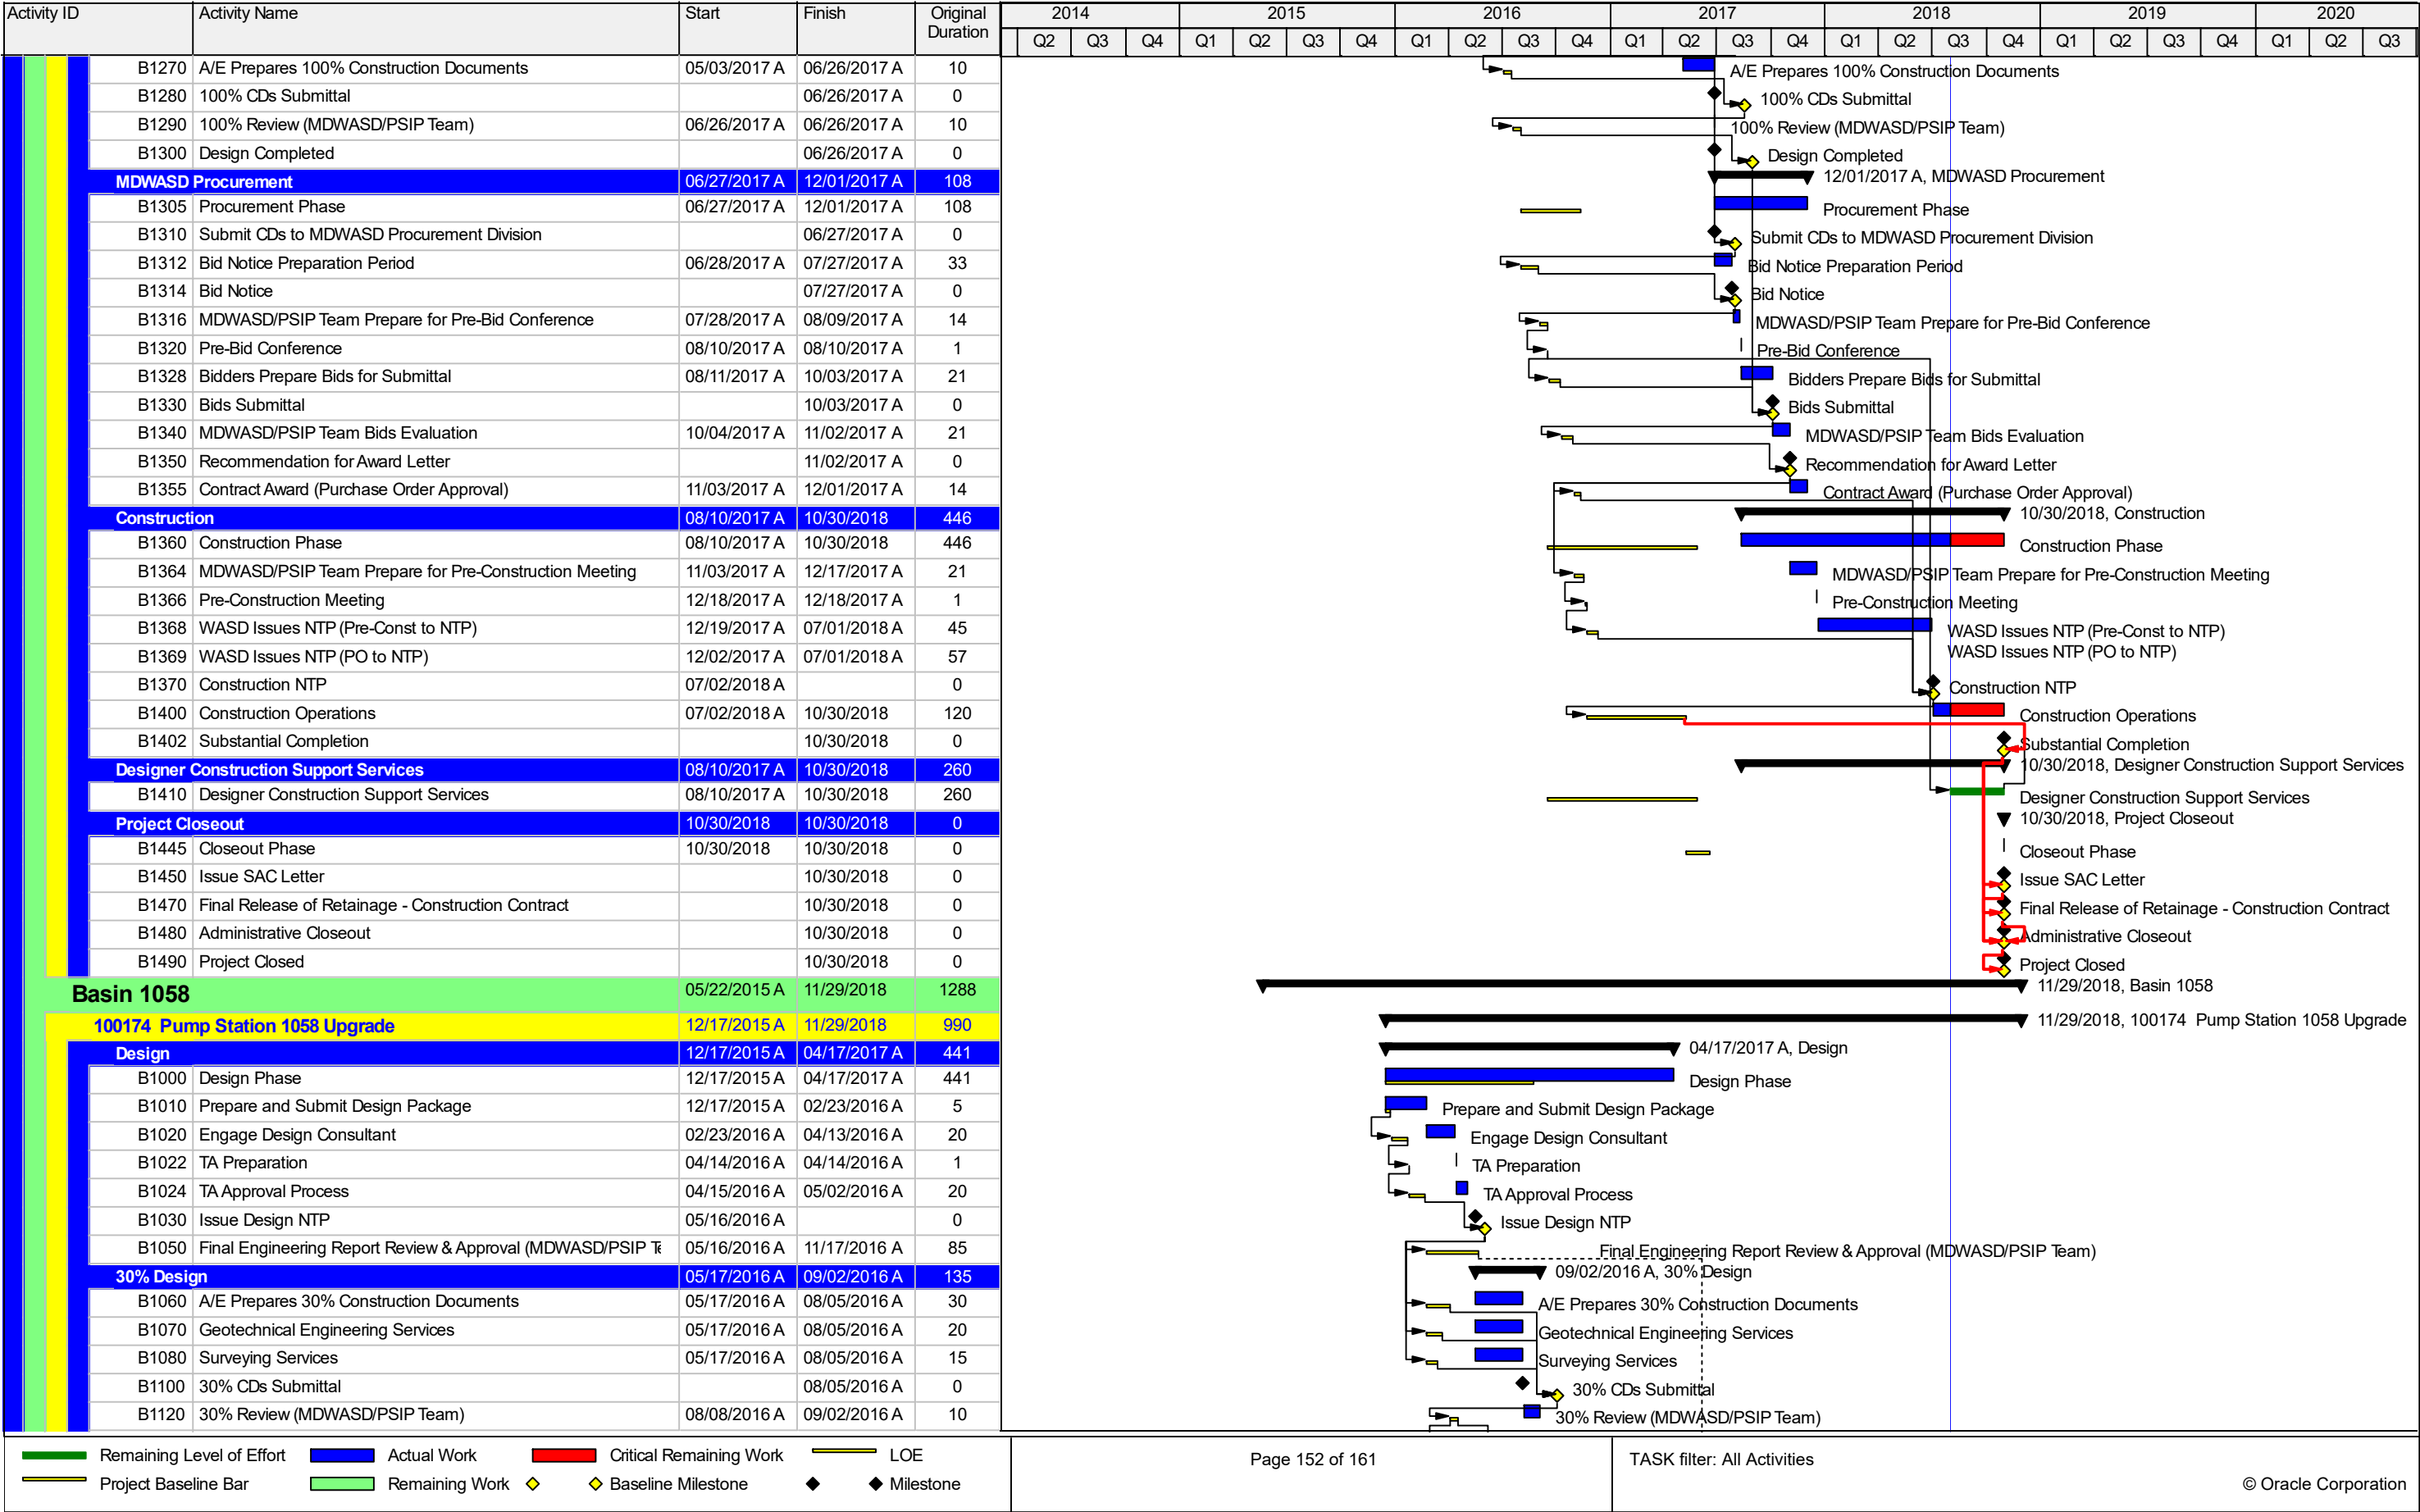 Activity ID Activity Name Start Finish Original Duration 2014 2015 2016 2017 2018 2019 2020
Q2 Q3 Q4 Q1 Q2 Q3 Q4 Q1 Q2 Q3 Q4 Q1 Q2 Q3 Q4 Q1 Q2 Q3 Q4 Q1 Q2 Q3 Q4 Q1 Q2 Q3
B1270 A/E Prepares 100% Construction Documents 05/03/2017 A 06/26/2017 A 10 A/E Prepares 100% Construction Documents
B1280 100% CDs Submittal 06/26/2017 A 0 100% CDs Submittal
B1290 100% Review (MDWASD/PSIP Team) 06/26/2017 A 06/26/2017 A 10 100% Review (MDWASD/PSIP Team)
B1300 Design Completed 06/26/2017 A 0 Design Completed
MDWASD Procurement 06/27/2017 A 12/01/2017 A 108 12/01/2017 A, MDWASD Procurement
B1305 Procurement Phase 06/27/2017 A 12/01/2017 A 108 Procurement Phase
B1310 Submit CDs to MDWASD Procurement Division 06/27/2017 A 0 Submit CDs to MDWASD Procurement Division
B1312 Bid Notice Preparation Period 06/28/2017 A 07/27/2017 A 33 Bid Notice Preparation Period
B1314 Bid Notice 07/27/2017 A 0 Bid Notice
B1316 MDWASD/PSIP Team Prepare for Pre-Bid Conference 07/28/2017 A 08/09/2017 A 14 MDWASD/PSIP Team Prepare for Pre-Bid Conference
B1320 Pre-Bid Conference 08/10/2017 A 08/10/2017 A 1 Pre-Bid Conference
B1328 Bidders Prepare Bids for Submittal 08/11/2017 A 10/03/2017 A 21 Bidders Prepare Bids for Submittal
B1330 Bids Submittal 10/03/2017 A 0 Bids Submittal
B1340 MDWASD/PSIP Team Bids Evaluation 10/04/2017 A 11/02/2017 A 21 MDWASD/PSIP Team Bids Evaluation
B1350 Recommendation for Award Letter 11/02/2017 A 0 Recommendation for Award Letter
B1355 Contract Award (Purchase Order Approval) 11/03/2017 A 12/01/2017 A 14 Contract Award (Purchase Order Approval)
Construction 08/10/2017 A 10/30/2018 446 10/30/2018, Construction
B1360 Construction Phase 08/10/2017 A 10/30/2018 446 Construction Phase
B1364 MDWASD/PSIP Team Prepare for Pre-Construction Meeting 11/03/2017 A 12/17/2017 A 21 MDWASD/PSIP Team Prepare for Pre-Construction Meeting
B1366 Pre-Construction Meeting 12/18/2017 A 12/18/2017 A 1 Pre-Construction Meeting
B1368 WASD Issues NTP (Pre-Const to NTP) 12/19/2017 A 07/01/2018 A 45 WASD Issues NTP (Pre-Const to NTP)
B1369 WASD Issues NTP (PO to NTP) 12/02/2017 A 07/01/2018 A 57 WASD Issues NTP (PO to NTP)
B1370 Construction NTP 07/02/2018 A 0 Construction NTP
B1400 Construction Operations 07/02/2018 A 10/30/2018 120 Construction Operations
B1402 Substantial Completion 10/30/2018 0 Substantial Completion
Designer Construction Support Services 08/10/2017 A 10/30/2018 260 10/30/2018, Designer Construction Support Services
B1410 Designer Construction Support Services 08/10/2017 A 10/30/2018 260 Designer Construction Support Services
Project Closeout 10/30/2018 10/30/2018 0 10/30/2018, Project Closeout
B1445 Closeout Phase 10/30/2018 10/30/2018 0 Closeout Phase
B1450 Issue SAC Letter 10/30/2018 0 Issue SAC Letter
B1470 Final Release of Retainage - Construction Contract 10/30/2018 0 Final Release of Retainage - Construction Contract
B1480 Administrative Closeout 10/30/2018 0 Administrative Closeout
B1490 Project Closed 10/30/2018 0 Project Closed
Basin 1058 05/22/2015 A 11/29/2018 1288 11/29/2018, Basin 1058
100174 Pump Station 1058 Upgrade 12/17/2015 A 11/29/2018 990 11/29/2018, 100174 Pump Station 1058 Upgrade
Design 12/17/2015 A 04/17/2017 A 441 04/17/2017 A, Design
B1000 Design Phase 12/17/2015 A 04/17/2017 A 441 Design Phase
B1010 Prepare and Submit Design Package 12/17/2015 A 02/23/2016 A 5 Prepare and Submit Design Package
B1020 Engage Design Consultant 02/23/2016 A 04/13/2016 A 20 Engage Design Consultant
B1022 TA Preparation 04/14/2016 A 04/14/2016 A 1 TA Preparation
B1024 TA Approval Process 04/15/2016 A 05/02/2016 A 20 TA Approval Process
B1030 Issue Design NTP 05/16/2016 A 0 Issue Design NTP
B1050 Final Engineering Report Review & Approval (MDWASD/PSIP Te 05/16/2016 A 11/17/2016 A 85 Final Engineering Report Review & Approval (MDWASD/PSIP Team)
30% Design 05/17/2016 A 09/02/2016 A 135 09/02/2016 A, 30% Design
B1060 A/E Prepares 30% Construction Documents 05/17/2016 A 08/05/2016 A 30 A/E Prepares 30% Construction Documents
B1070 Geotechnical Engineering Services 05/17/2016 A 08/05/2016 A 20 Geotechnical Engineering Services
B1080 Surveying Services 05/17/2016 A 08/05/2016 A 15 Surveying Services
B1100 30% CDs Submittal 08/05/2016 A 0 30% CDs Submittal
B1120 30% Review (MDWASD/PSIP Team) 08/08/2016 A 09/02/2016 A 10 30% Review (MDWASD/PSIP Team)
Remaining Level of Effort Actual Work Critical Remaining Work LOE Page 152 of 161 TASK filter: All Activities
Project Baseline Bar Remaining Work Baseline Milestone Milestone © Oracle Corporation